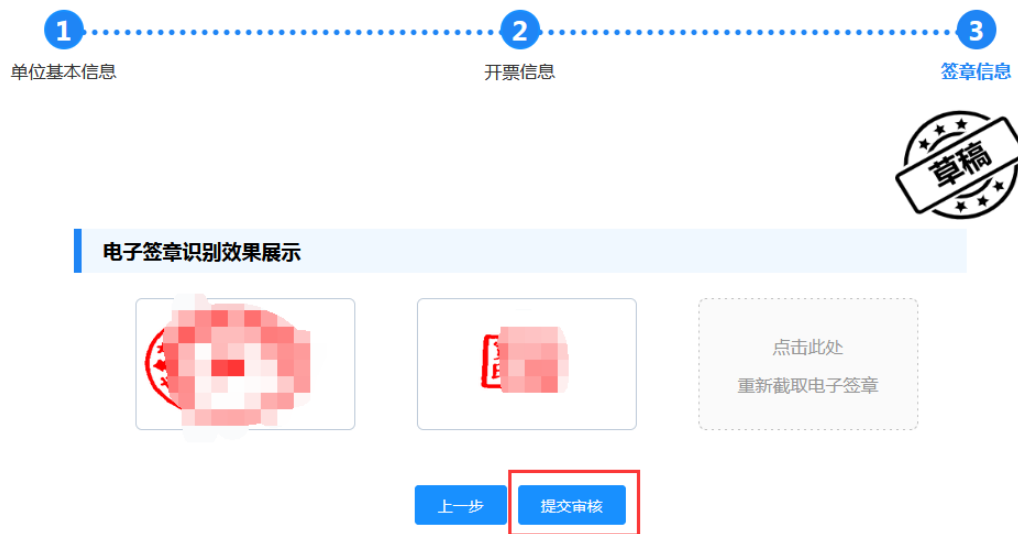 1
2
3
单位基本信息
开票信息
签章信息
草稿
电子签章识别效果展示
点击此处
重新截取电子签章
上一步
提交审核